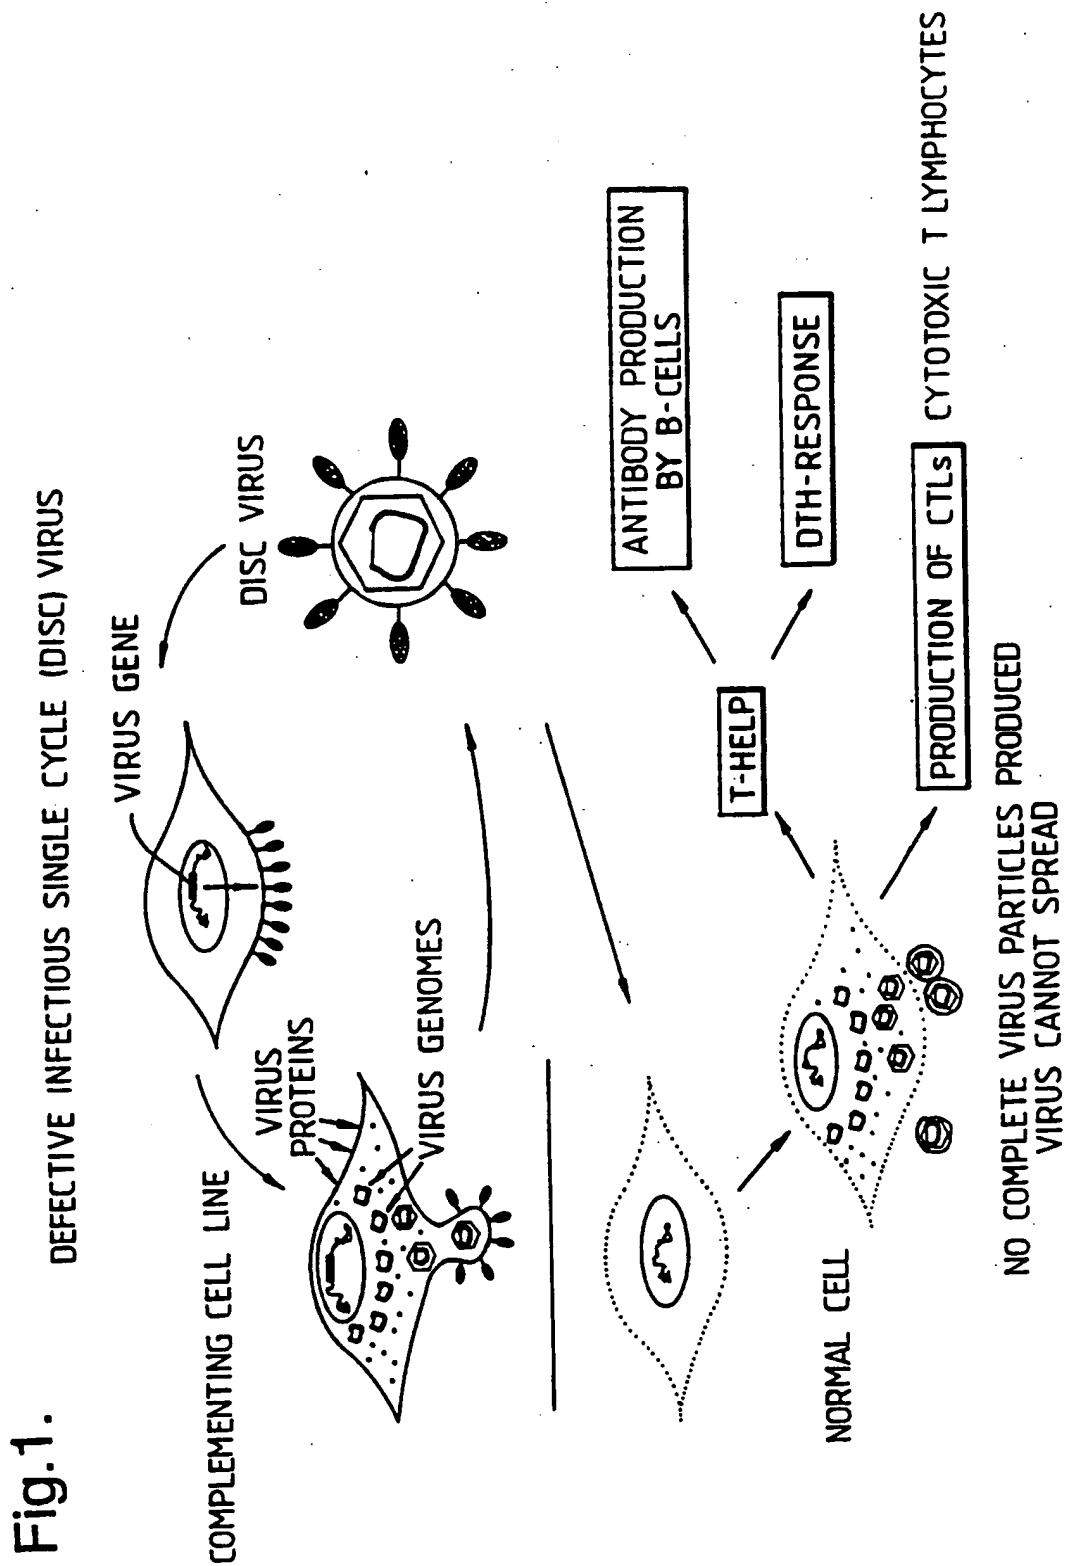 Fig.1.
DEFECTIVE INFECTIOUS SINGLE CYCLE (DISC) VIRUS
VIRUS GENE
COMPLEMENTING CELL LINE
DISC VIRUS
VIRUS
PROTEINS
VIRUS GENOMES
ANTIBODY PRODUCTION
BY B-CELLS
T-HELP
DTH-RESPONSE
NORMAL CELL
PRODUCTION OF CTLs
CYTOTOXIC T LYMPHOCYTES
NO COMPLETE VIRUS PARTICLES PRODUCED
VIRUS CANNOT SPREAD